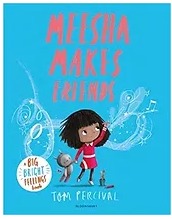 MEESHA
MAKES
FRIENDS
A
BIG
BRIGHT
FEELINGS
book
TOM PERCIVAL